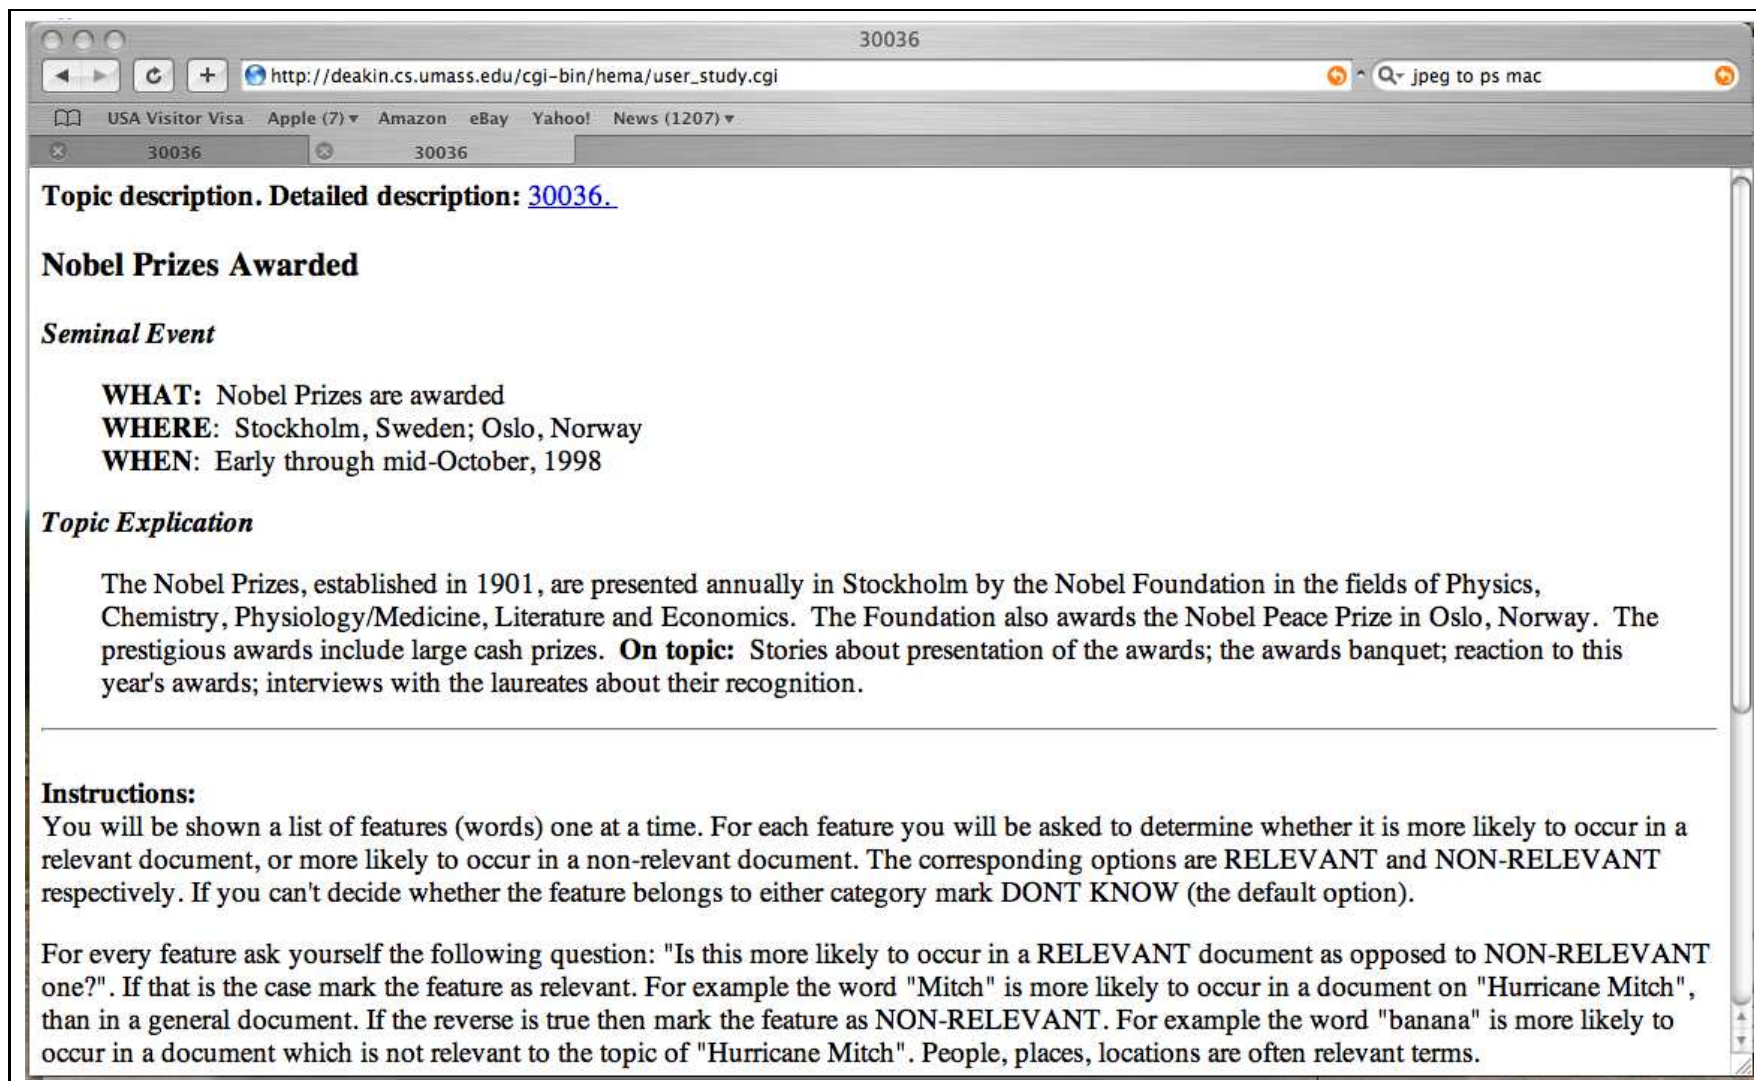 30036
http://deakin.cs.umass.edu/cgi-bin/hema/user_study.cgi
jpeg to ps mac
USA Visitor Visa Apple (7) Amazon eBay Yahoo! News (1207)
30036 30036
Topic description. Detailed description: 30036.
Nobel Prizes Awarded
Seminal Event
WHAT: Nobel Prizes are awarded
WHERE: Stockholm, Sweden; Oslo, Norway
WHEN: Early through mid-October, 1998
Topic Explication
The Nobel Prizes, established in 1901, are presented annually in Stockholm by the Nobel Foundation in the fields of Physics,
Chemistry, Physiology/Medicine, Literature and Economics. The Foundation also awards the Nobel Peace Prize in Oslo, Norway. The
prestigious awards include large cash prizes. On topic: Stories about presentation of the awards; the awards banquet; reaction to this
year's awards; interviews with the laureates about their recognition.
Instructions:
You will be shown a list of features (words) one at a time. For each feature you will be asked to determine whether it is more likely to occur in a
relevant document, or more likely to occur in a non-relevant document. The corresponding options are RELEVANT and NON-RELEVANT
respectively. If you can't decide whether the feature belongs to either category mark DONT KNOW (the default option).
For every feature ask yourself the following question: "Is this more likely to occur in a RELEVANT document as opposed to NON-RELEVANT
one?". If that is the case mark the feature as relevant. For example the word "Mitch" is more likely to occur in a document on "Hurricane Mitch",
than in a general document. If the reverse is true then mark the feature as NON-RELEVANT. For example the word "banana" is more likely to
occur in a document which is not relevant to the topic of "Hurricane Mitch". People, places, locations are often relevant terms.